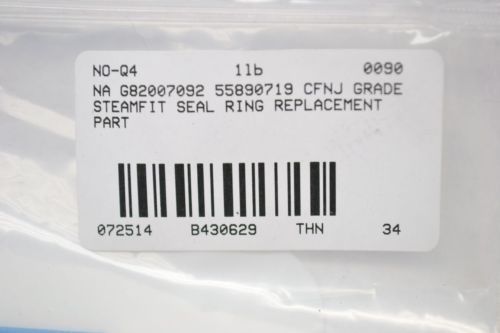 NO-Q4 1lb 0090
NA G82007092 55890719 CFNJ GRADE
STEAMFIT SEAL RING REPLACEMENT
PART
072514 B430629 THN 34